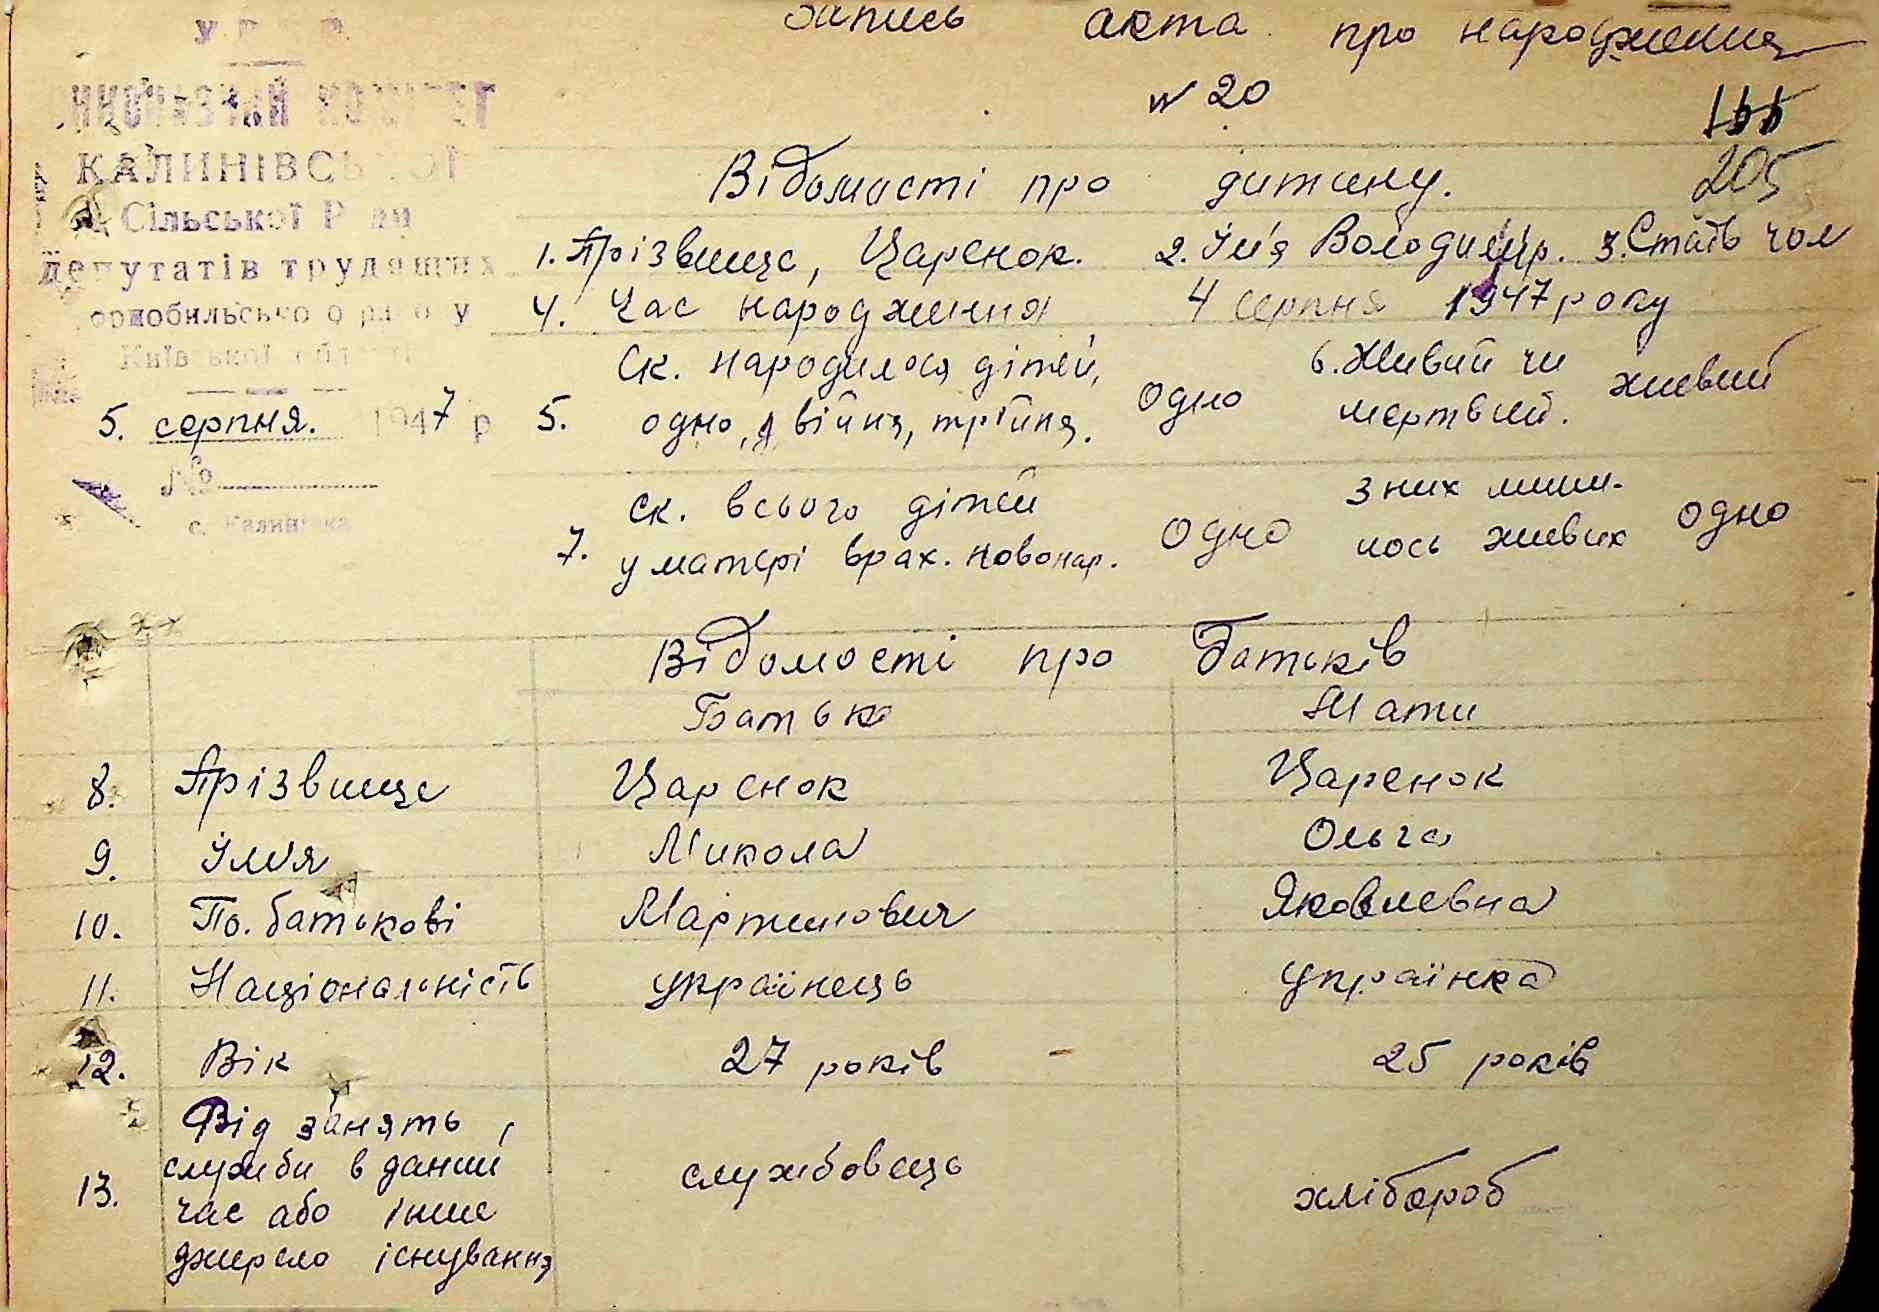 Запись акта про народження
N 20
155
205
У.Р.С.Р.
КАЛИНІВСЬКОЇ
Сільської Ради
депутатів трудящих
Київської області
5. серпня. 1947 р
№
с. Калинівка
Відомості про дитину.
1. Прізвище, Царенок. 2. Ім'я Володимир. 3. Стать чол
4. Час народження 4 серпня 1947 року
5. Ск. народилося дітей, одно, двійня, трійня. одно 6. Живий чи мертвий. живий
7. Ск. всього дітей у матері врах. новонар. одно з них лиши- лось живих одно
Відомості про батьків
Батько Мати
8. Прізвище Царенок Царенок
9. Ім'я Микола Ольга
10. По. батькові Мартинович Яковлевна
11. Національність українець українка
12. Вік 27 років 25 років
13. Від занять, служби в даний час або інше джерело існування службовець хлібороб